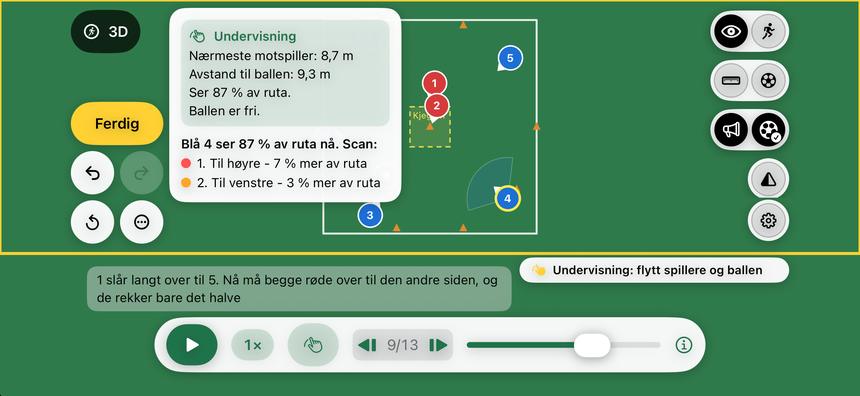 3D
Undervisning
Nærmeste motspiller: 8,7 m
Avstand til ballen: 9,3 m
Ser 87 % av ruta.
Ballen er fri.
Blå 4 ser 87 % av ruta nå. Scan:
1. Til høyre - 7 % mer av ruta
2. Til venstre - 3 % mer av ruta
Ferdig
5
1
2
4
3
Undervisning: flytt spillere og ballen
1 slår langt over til 5. Nå må begge røde over til den andre siden, og
de rekker bare det halve
1×
9/13